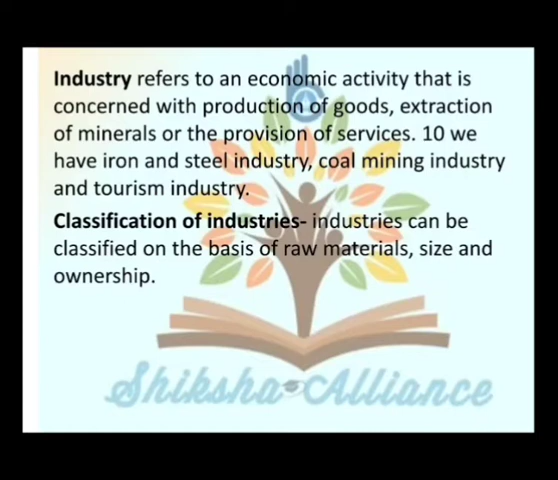 Industry refers to an economic activity that is
concerned with production of goods, extraction
of minerals or the provision of services. 10 we
have iron and steel industry, coal mining industry
and tourism industry.
Classification of industries- industries can be
classified on the basis of raw materials, size and
ownership.
Shiksha Alliance